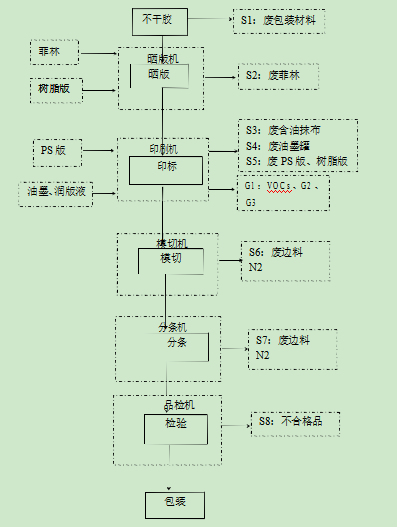 不干胶
S1：废包装材料
菲林
晒版机
晒版
S2：废菲林
树脂版
PS 版
印刷机
印标
S3：废含油抹布
S4：废油墨罐
S5：废 PS 版、树脂版
油墨、润版液
G1：VOCs、G2、
G3
模切机
模切
S6：废边料
N2
分条机
分条
S7：废边料
N2
品检机
检验
S8：不合格品
包装